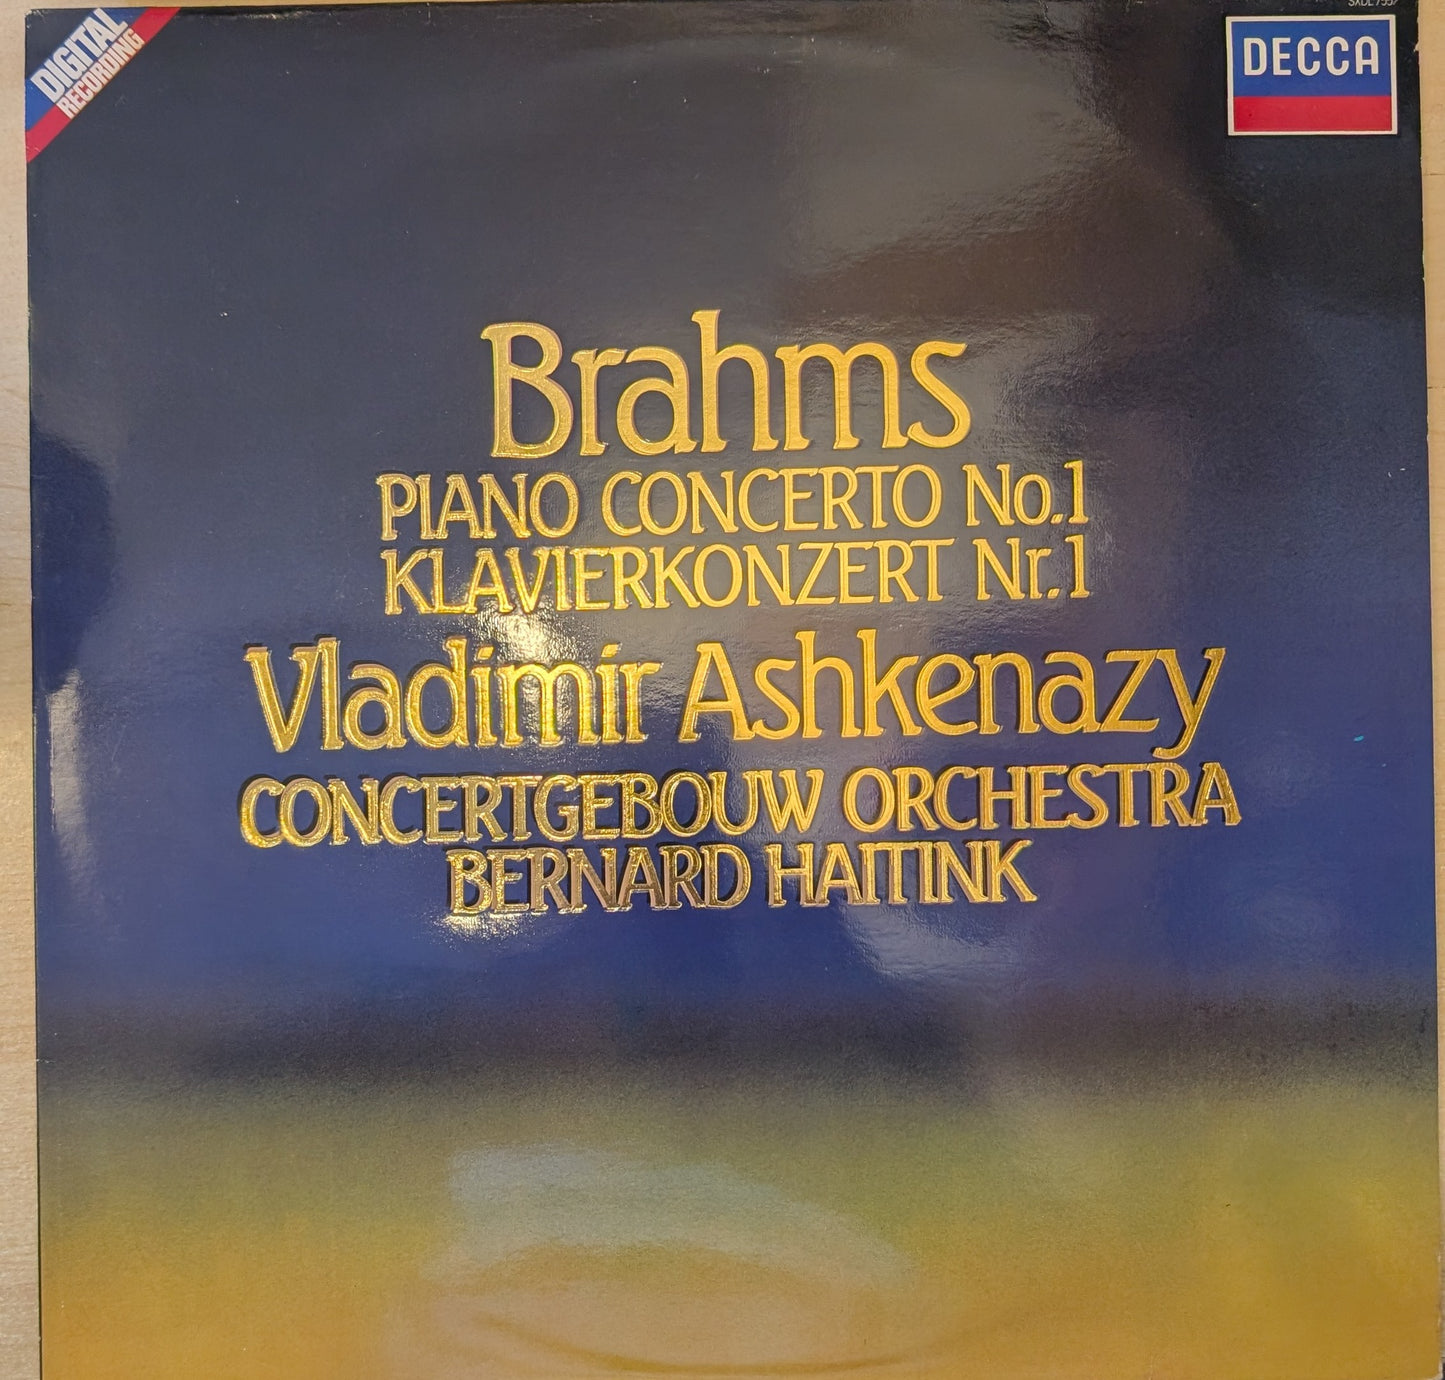 DIGITAL
RECORDING
DECCA
Brahms
PIANO CONCERTO No.1
KLAVIERKONZERT Nr.1
Vladimir Ashkenazy
CONCERTGEBOUW ORCHESTRA
BERNARD HAITINK